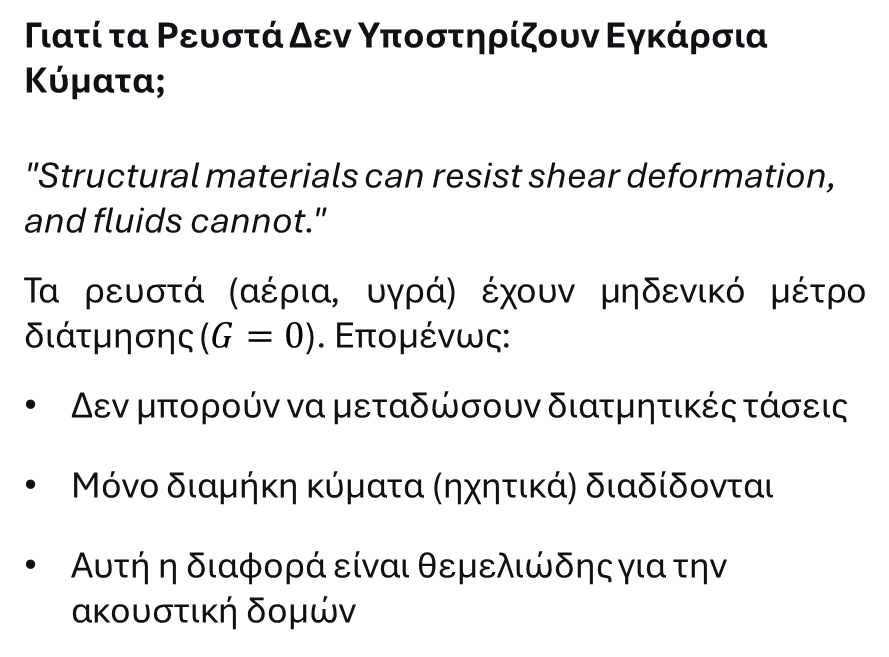 Γιατί τα Ρευστά Δεν Υποστηρίζουν Εγκάρσια
Κύματα;
"Structural materials can resist shear deformation,
and fluids cannot."
Τα ρευστά (αέρια, υγρά) έχουν μηδενικό μέτρο
διάτμησης (G = 0). Επομένως:
• Δεν μπορούν να μεταδώσουν διατμητικές τάσεις
• Μόνο διαμήκη κύματα (ηχητικά) διαδίδονται
• Αυτή η διαφορά είναι θεμελιώδης για την
ακουστική δομών